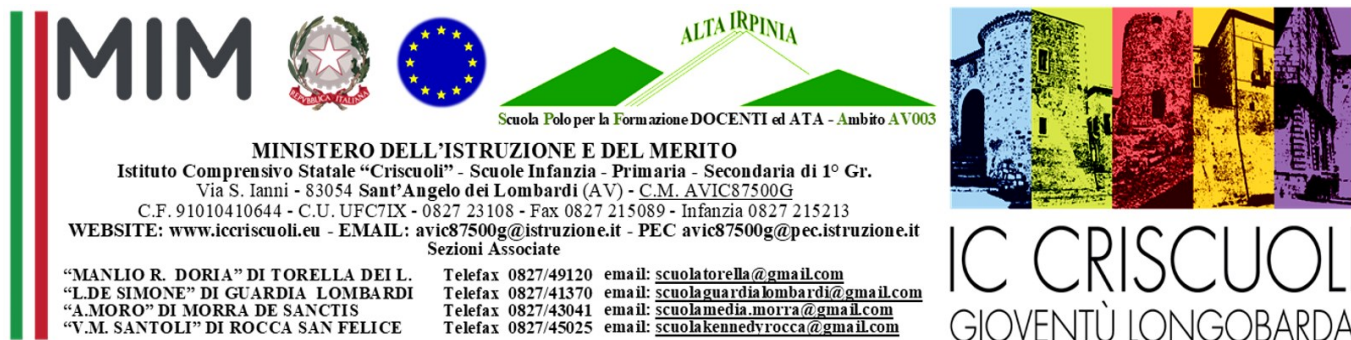 MIM
REPVBBLICA ITALIANA
ALTA IRPINIA
Scuola Polo per la Formazione DOCENTI ed ATA - Ambito AV003
MINISTERO DELL'ISTRUZIONE E DEL MERITO
Istituto Comprensivo Statale “Criscuoli” - Scuole Infanzia - Primaria - Secondaria di 1° Gr.
Via S. Ianni - 83054 Sant'Angelo dei Lombardi (AV) - C.M. AVIC87500G
C.F. 91010410644 - C.U. UFC7IX - 0827 23108 - Fax 0827 215089 - Infanzia 0827 215213
WEBSITE: www.iccriscuoli.eu - EMAIL: avic87500g@istruzione.it - PEC avic87500g@pec.istruzione.it
Sezioni Associate
“MANLIO R. DORIA” DI TORELLA DEI L. Telefax 0827/49120 email: scuolatorella@gmail.com
“L.DE SIMONE” DI GUARDIA LOMBARDI Telefax 0827/41370 email: scuolaguardialombardi@gmail.com
“A.MORO” DI MORRA DE SANCTIS Telefax 0827/43041 email: scuolamedia.morra@gmail.com
“V.M. SANTOLI” DI ROCCA SAN FELICE Telefax 0827/45025 email: scuolakennedyrocca@gmail.com
IC CRISCUOLI
GIOVENTÙ LONGOBARDA